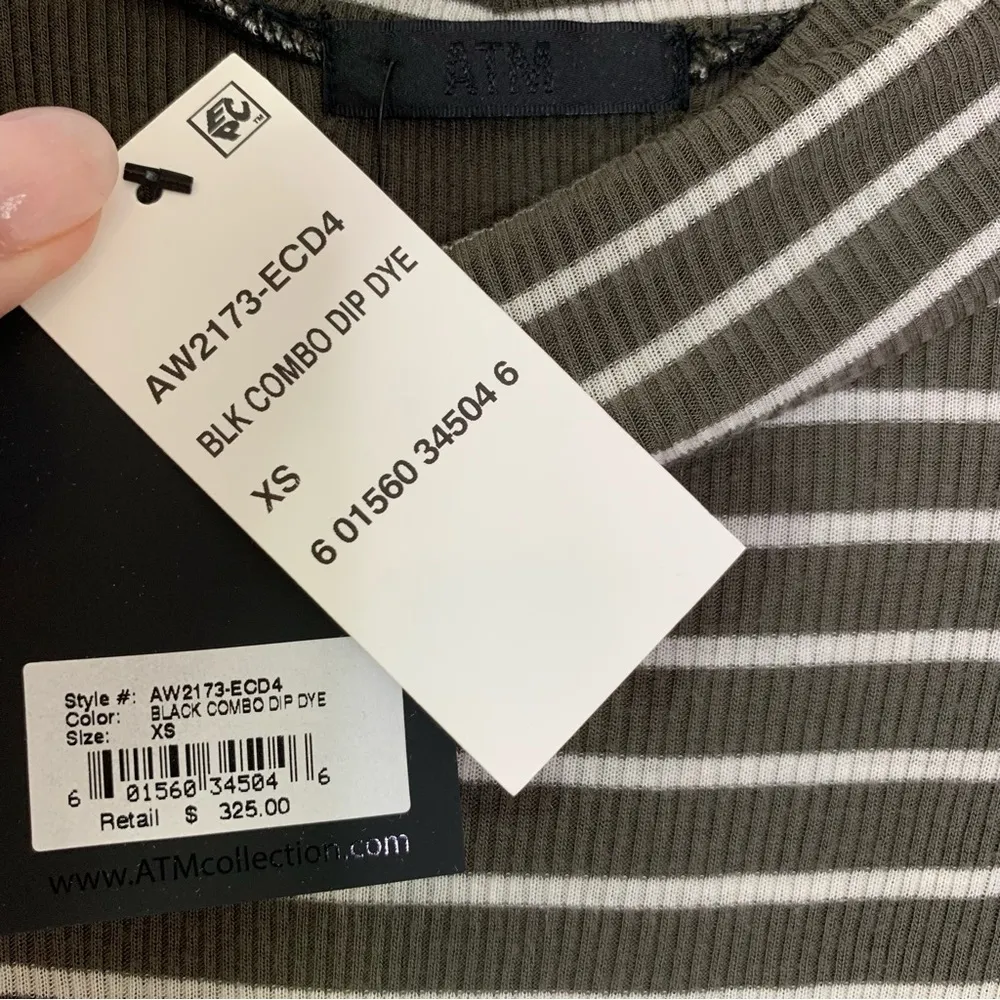 ATM
EPC™
AW2173-ECD4
BLK COMBO DIP DYE
XS
6 01560 34504 6
Style #: AW2173-ECD4
Color: BLACK COMBO DIP DYE
Size: XS
6 01560 34504 6
Retail $ 325.00
www.ATMcollection.com